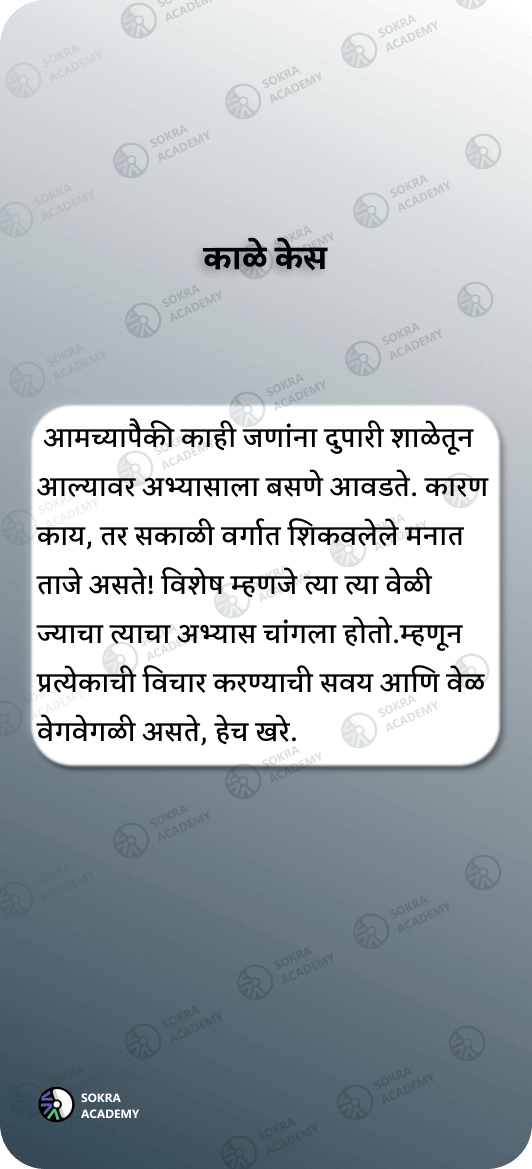 काळे केस
आमच्यापैकी काही जणांना दुपारी शाळेतून
आल्यावर अभ्यासाला बसणे आवडते. कारण
काय, तर सकाळी वर्गात शिकवलेले मनात
ताजे असते! विशेष म्हणजे त्या त्या वेळी
ज्याचा त्याचा अभ्यास चांगला होतो.म्हणून
प्रत्येकाची विचार करण्याची सवय आणि वेळ
वेगवेगळी असते, हेच खरे.
SOKRA
ACADEMY